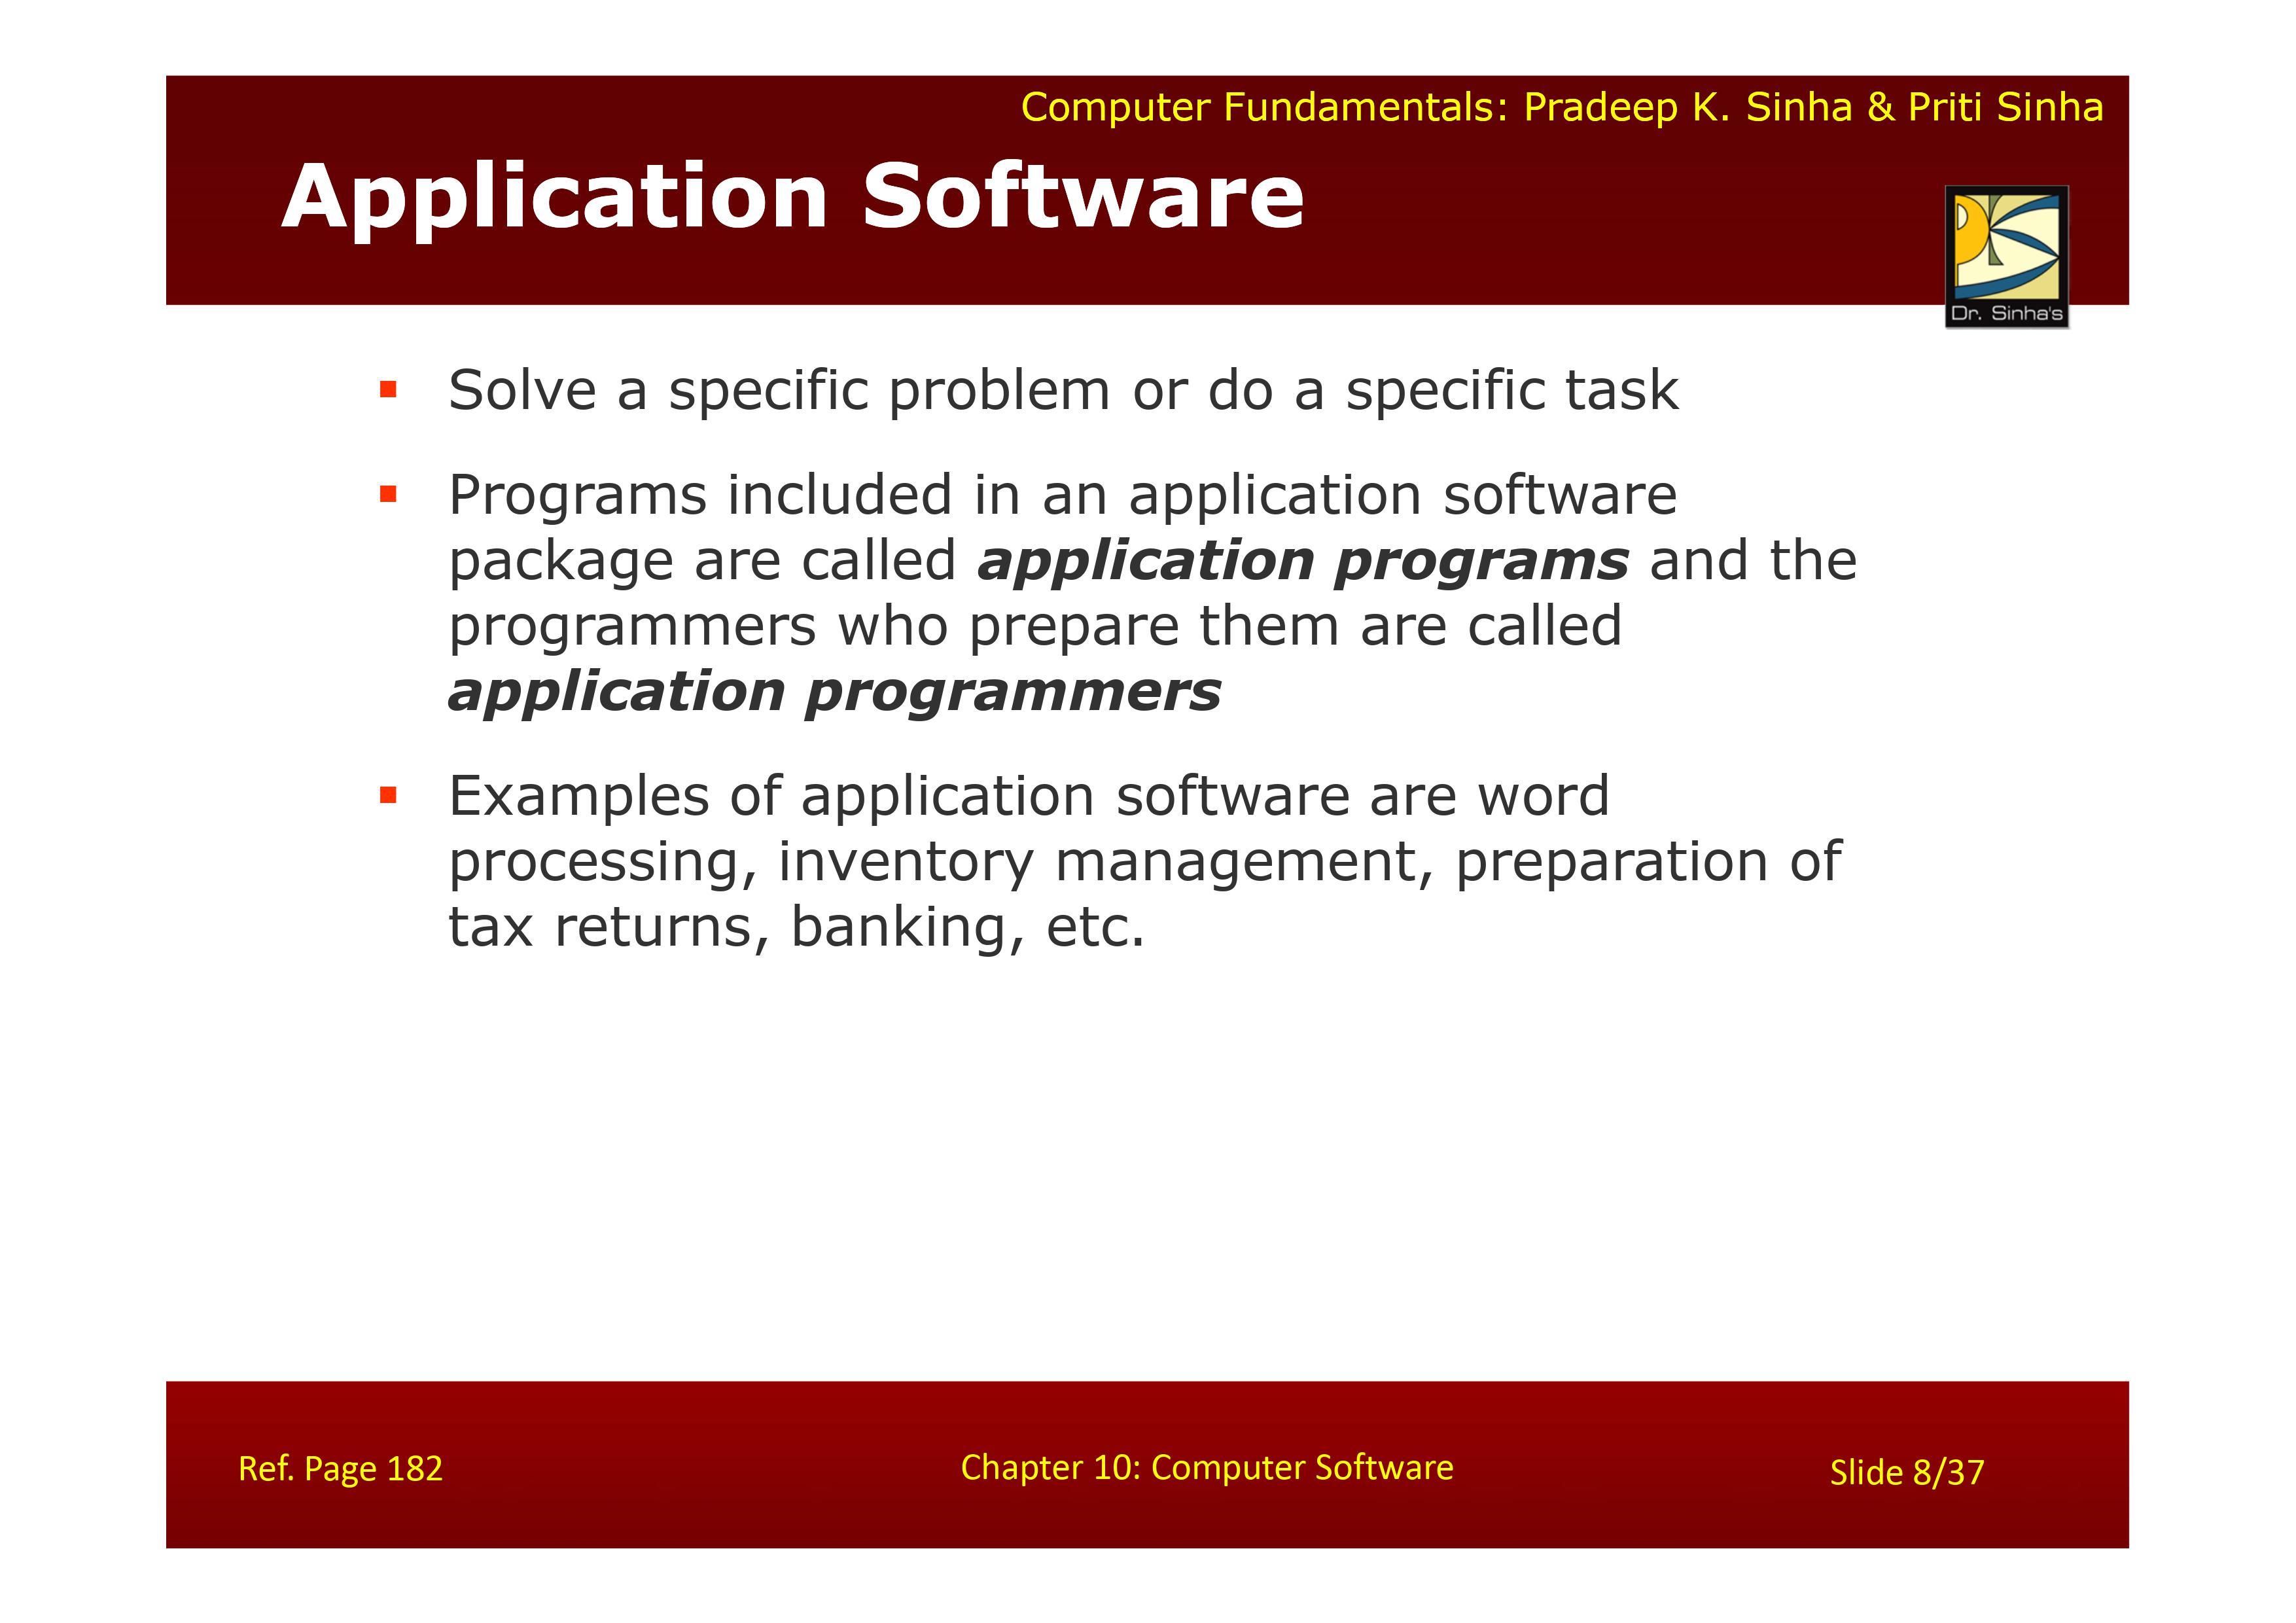 Computer Fundamentals: Pradeep K. Sinha & Priti Sinha
Application Software
Dr. Sinha's
▪ Solve a specific problem or do a specific task
▪ Programs included in an application software
package are called application programs and the
programmers who prepare them are called
application programmers
▪ Examples of application software are word
processing, inventory management, preparation of
tax returns, banking, etc.
Ref. Page 182
Chapter 10: Computer Software
Slide 8/37